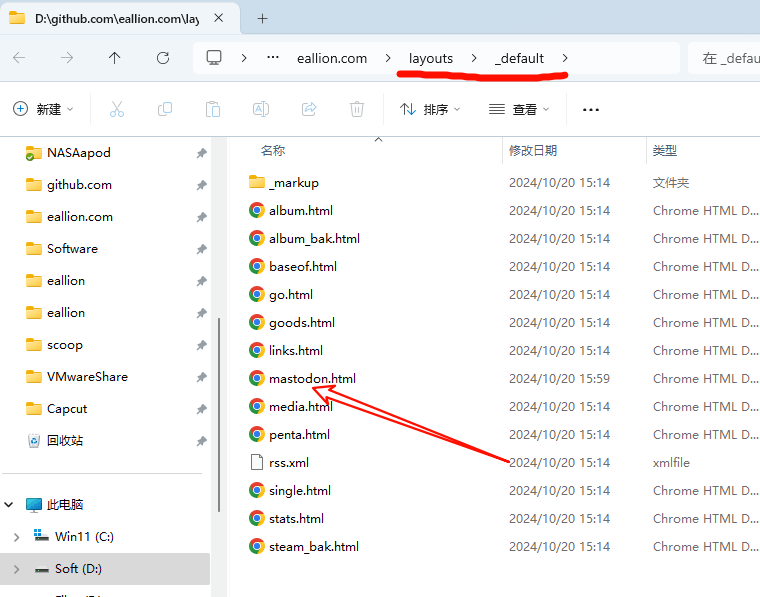 D:\github.com\eallion.com\lay
eallion.com layouts _default 在 _defau
新建 排序 查看
NASAapod
github.com
eallion.com
Software
eallion
eallion
scoop
VMwareShare
Capcut
回收站
此电脑
Win11 (C:)
Soft (D:)
名称 修改日期 类型
_markup 2024/10/20 15:14 文件夹
album.html 2024/10/20 15:14 Chrome HTML D...
album_bak.html 2024/10/20 15:14 Chrome HTML D...
baseof.html 2024/10/20 15:14 Chrome HTML D...
go.html 2024/10/20 15:14 Chrome HTML D...
goods.html 2024/10/20 15:14 Chrome HTML D...
links.html 2024/10/20 15:14 Chrome HTML D...
mastodon.html 2024/10/20 15:59 Chrome HTML D...
media.html 2024/10/20 15:14 Chrome HTML D...
penta.html 2024/10/20 15:14 Chrome HTML D...
rss.xml 2024/10/20 15:14 xmlfile
single.html 2024/10/20 15:14 Chrome HTML D...
stats.html 2024/10/20 15:14 Chrome HTML D...
steam_bak.html 2024/10/20 15:14 Chrome HTML D...